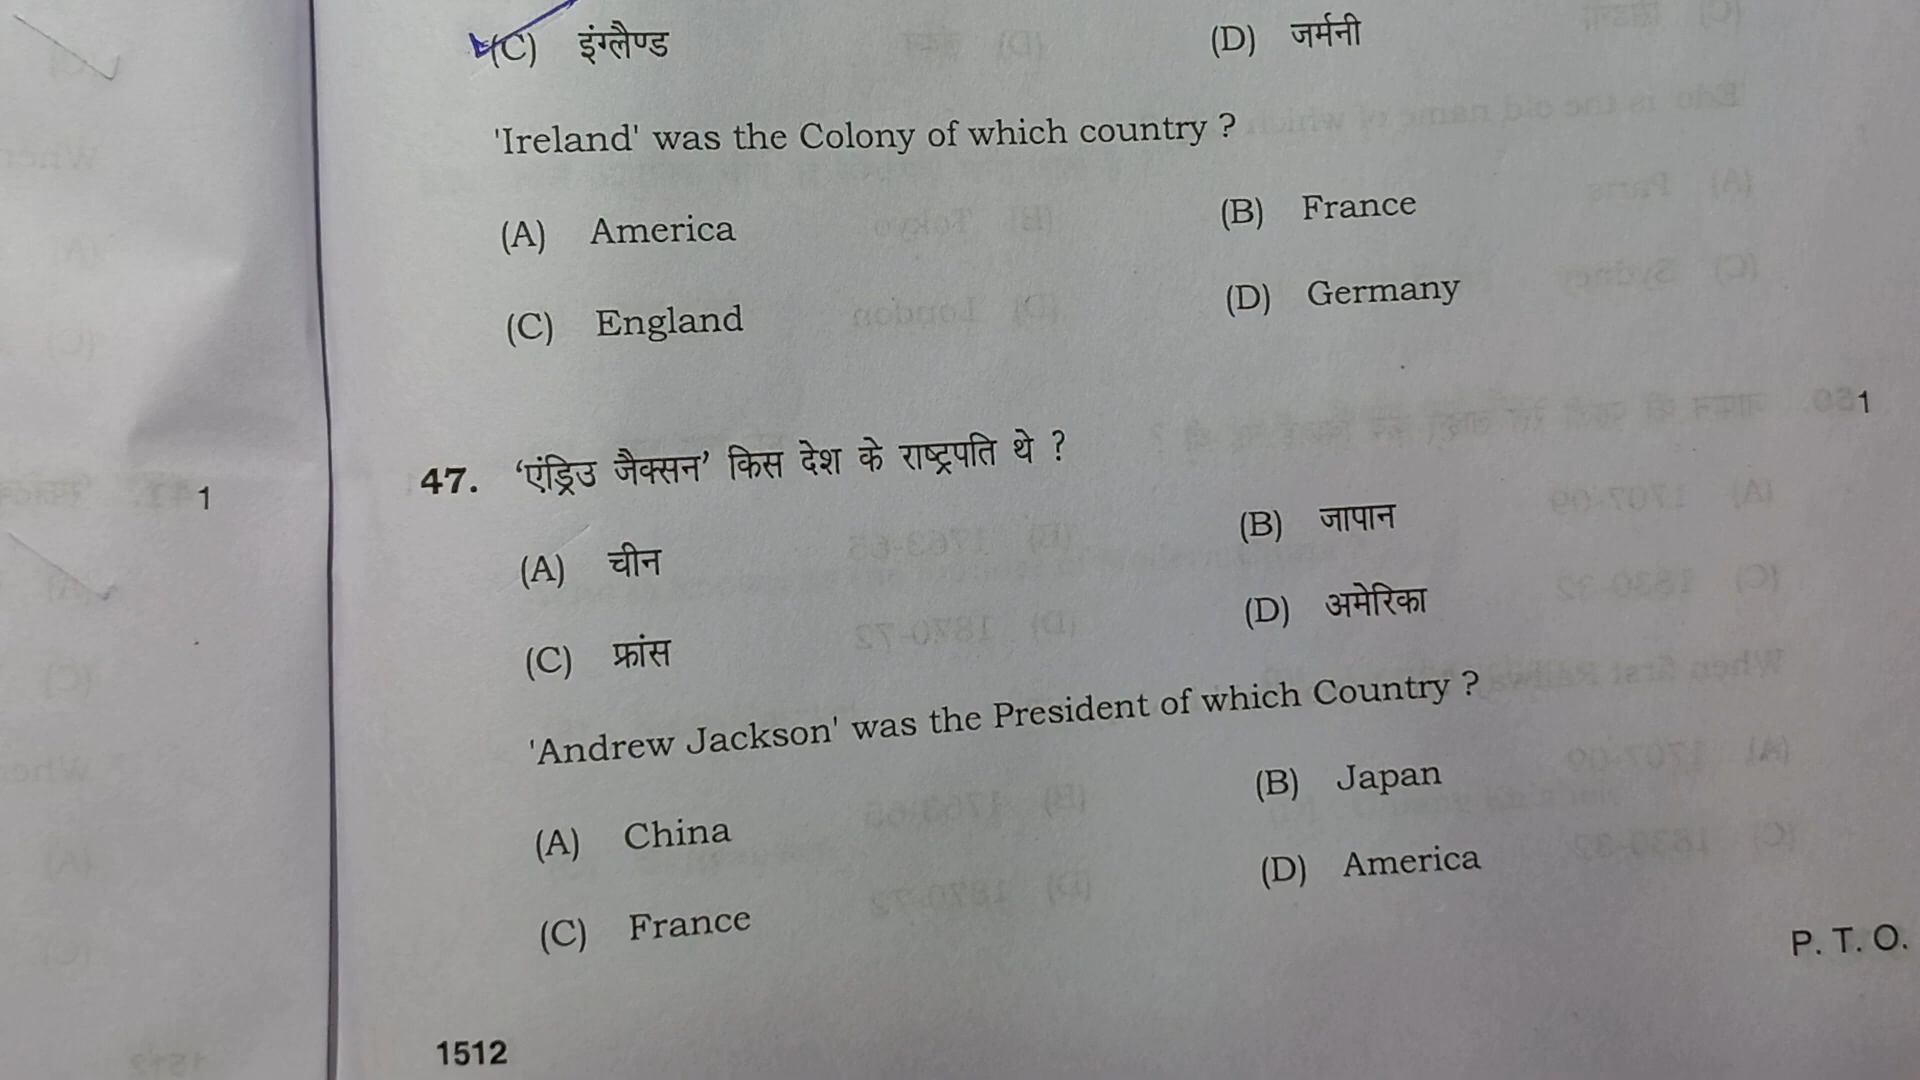 (C) इंग्लैण्ड (D) जर्मनी
'Ireland' was the Colony of which country ?
(A) America (B) France
(C) England (D) Germany
1
1
47. ‘एंड्रिउ जैक्सन’ किस देश के राष्ट्रपति थे ?
(A) चीन (B) जापान
(C) फ्रांस (D) अमेरिका
'Andrew Jackson' was the President of which Country ?
(A) China (B) Japan
(C) France (D) America
P. T. O.
1512